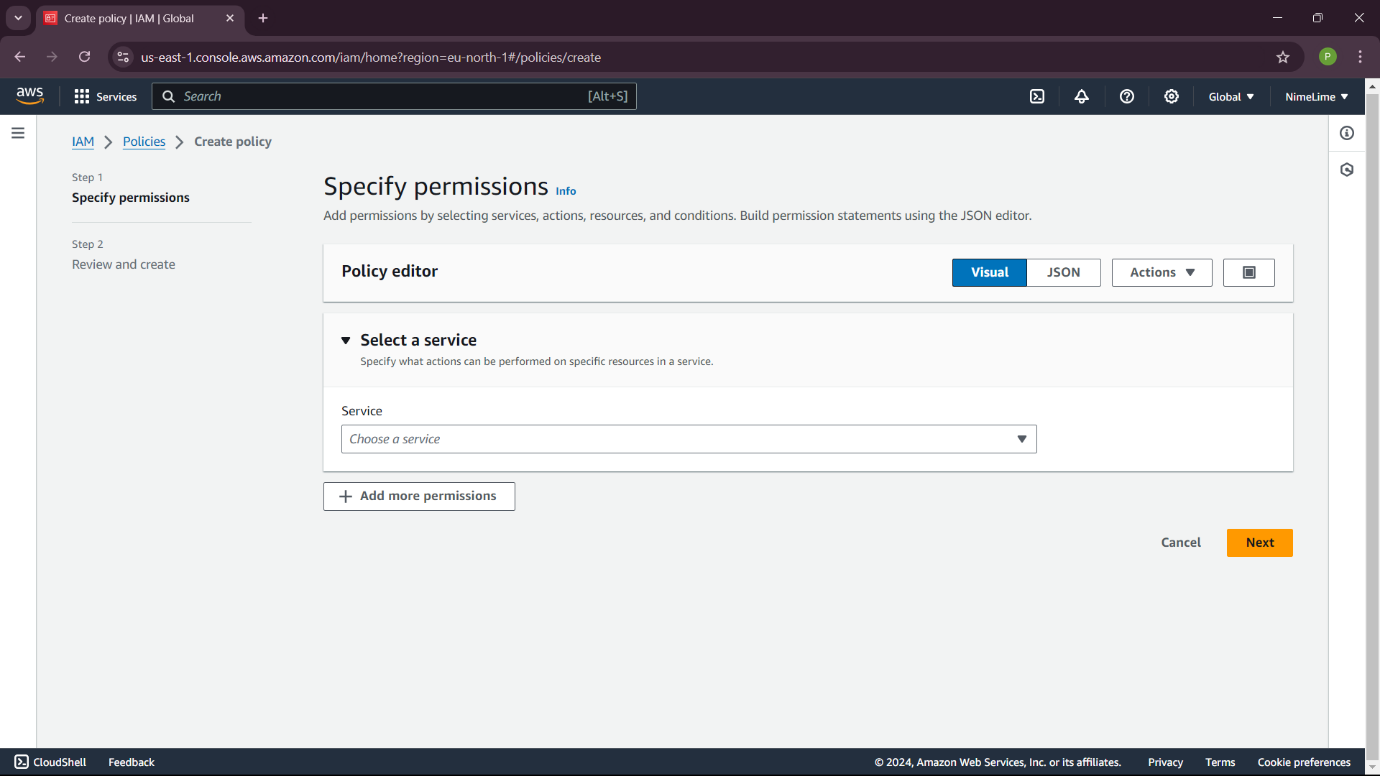 Create policy | IAM | Global
us-east-1.console.aws.amazon.com/iam/home?region=eu-north-1#/policies/create
P
aws
Services
Search
[Alt+S]
Global
NimeLime
IAM
Policies
Create policy
Step 1
Specify permissions
Step 2
Review and create
Specify permissions Info
Add permissions by selecting services, actions, resources, and conditions. Build permission statements using the JSON editor.
Policy editor
Visual
JSON
Actions
Select a service
Specify what actions can be performed on specific resources in a service.
Service
Choose a service
Add more permissions
Cancel
Next
CloudShell
Feedback
© 2024, Amazon Web Services, Inc. or its affiliates.
Privacy
Terms
Cookie preferences